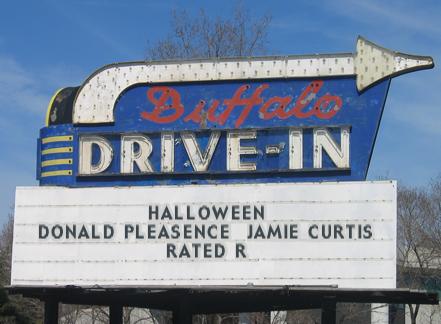 Buffalo
DRIVE-IN
HALLOWEEN
DONALD PLEASENCE JAMIE CURTIS
RATED R